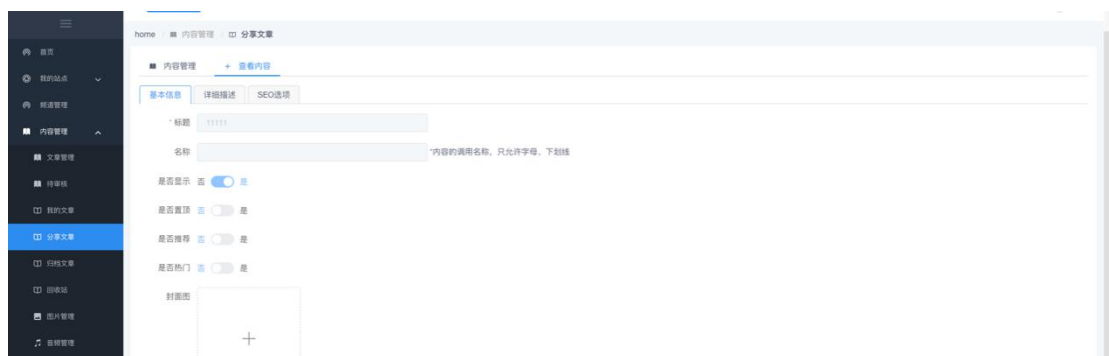 home / 内容管理 / 分享文章
首页
我的站点
频道管理
内容管理
文章管理
待审核
我的文章
分享文章
归档文章
回收站
图片管理
音频管理
内容管理 + 查看内容
基本信息 详细描述 SEO选项
*标题 11111
名称 *内容的调用名称，只允许字母、下划线
是否显示 否 是
是否置顶 否 是
是否推荐 否 是
是否热门 否 是
封面图